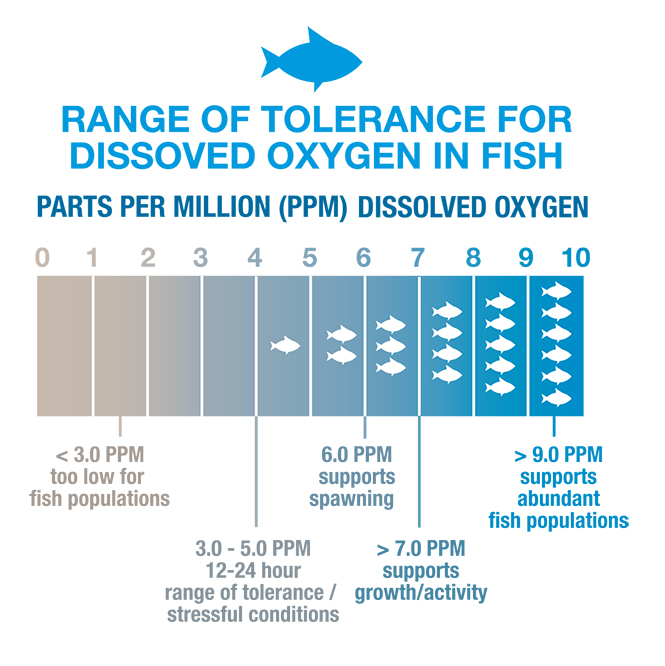 RANGE OF TOLERANCE FOR
DISSOVED OXYGEN IN FISH
PARTS PER MILLION (PPM) DISSOLVED OXYGEN
0 1 2 3 4 5 6 7 8 9 10
< 3.0 PPM
too low for
fish populations
3.0 - 5.0 PPM
12-24 hour
range of tolerance /
stressful conditions
6.0 PPM
supports
spawning
> 7.0 PPM
supports
growth/activity
> 9.0 PPM
supports
abundant
fish populations